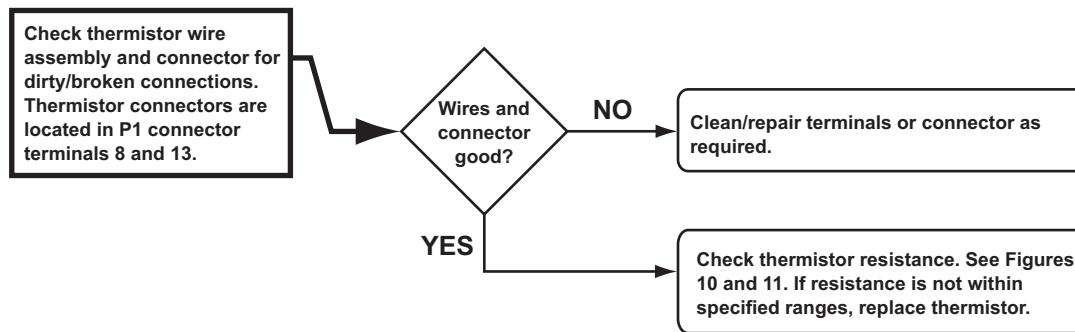 Check thermistor wire
assembly and connector for
dirty/broken connections.
Thermistor connectors are
located in P1 connector
terminals 8 and 13.
Wires and
connector
good?
NO
Clean/repair terminals or connector as
required.
YES
Check thermistor resistance. See Figures
10 and 11. If resistance is not within
specified ranges, replace thermistor.